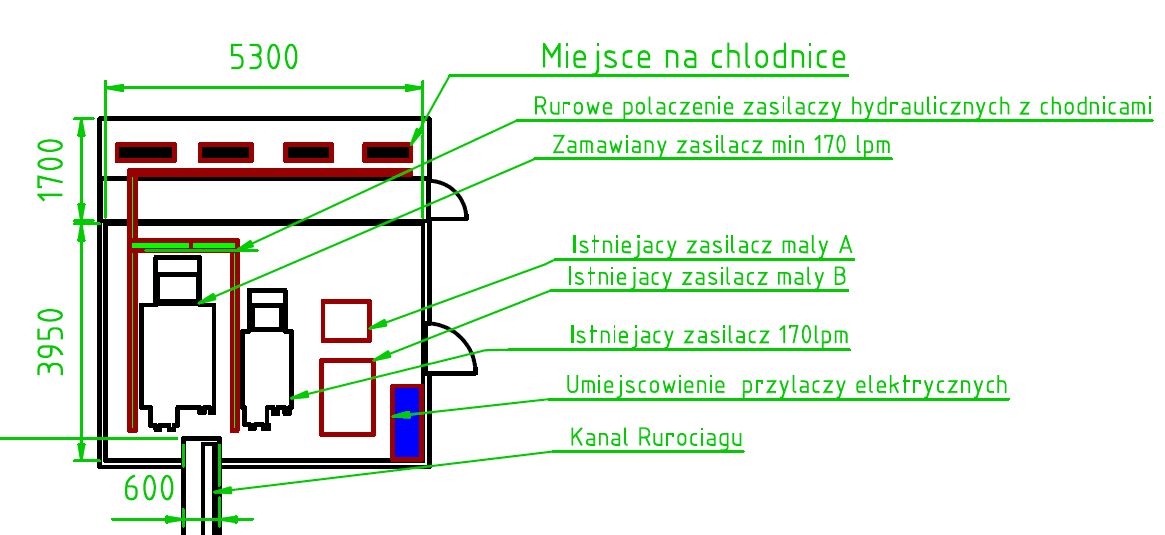 5300
Miejsce na chlodnice
Rurowe polaczenie zasilaczy hydraulicznych z chodnicami
Zamawiany zasilacz min 170 lpm
1700
Istniejacy zasilacz maly A
Istniejacy zasilacz maly B
3950
Istniejacy zasilacz 170lpm
Umiejscowienie przylaczy elektrycznych
Kanal Rurociagu
600